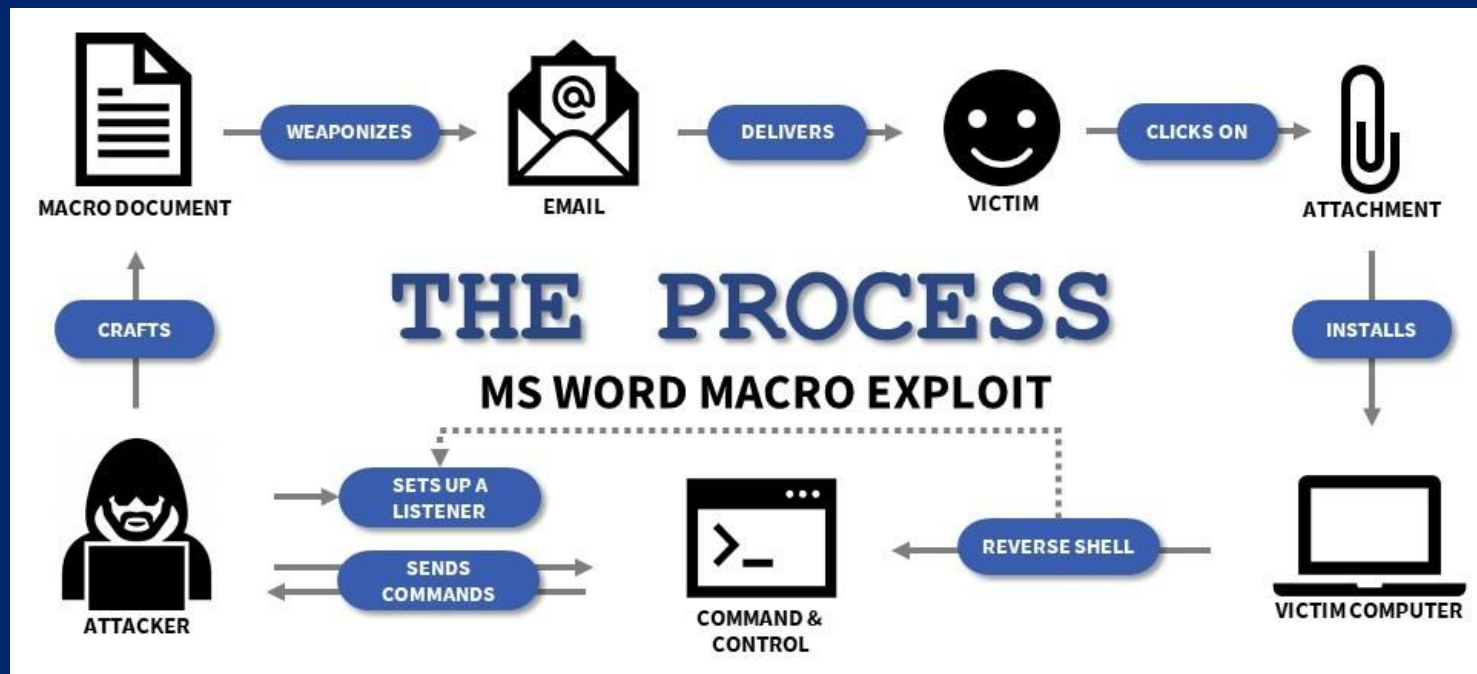 WEAPONIZES
DELIVERS
CLICKS ON
@
MACRO DOCUMENT
EMAIL
VICTIM
ATTACHMENT
THE PROCESS
MS WORD MACRO EXPLOIT
CRAFTS
INSTALLS
SETS UP A
LISTENER
SENDS
COMMANDS
>_
REVERSE SHELL
ATTACKER
COMMAND &
CONTROL
VICTIM COMPUTER